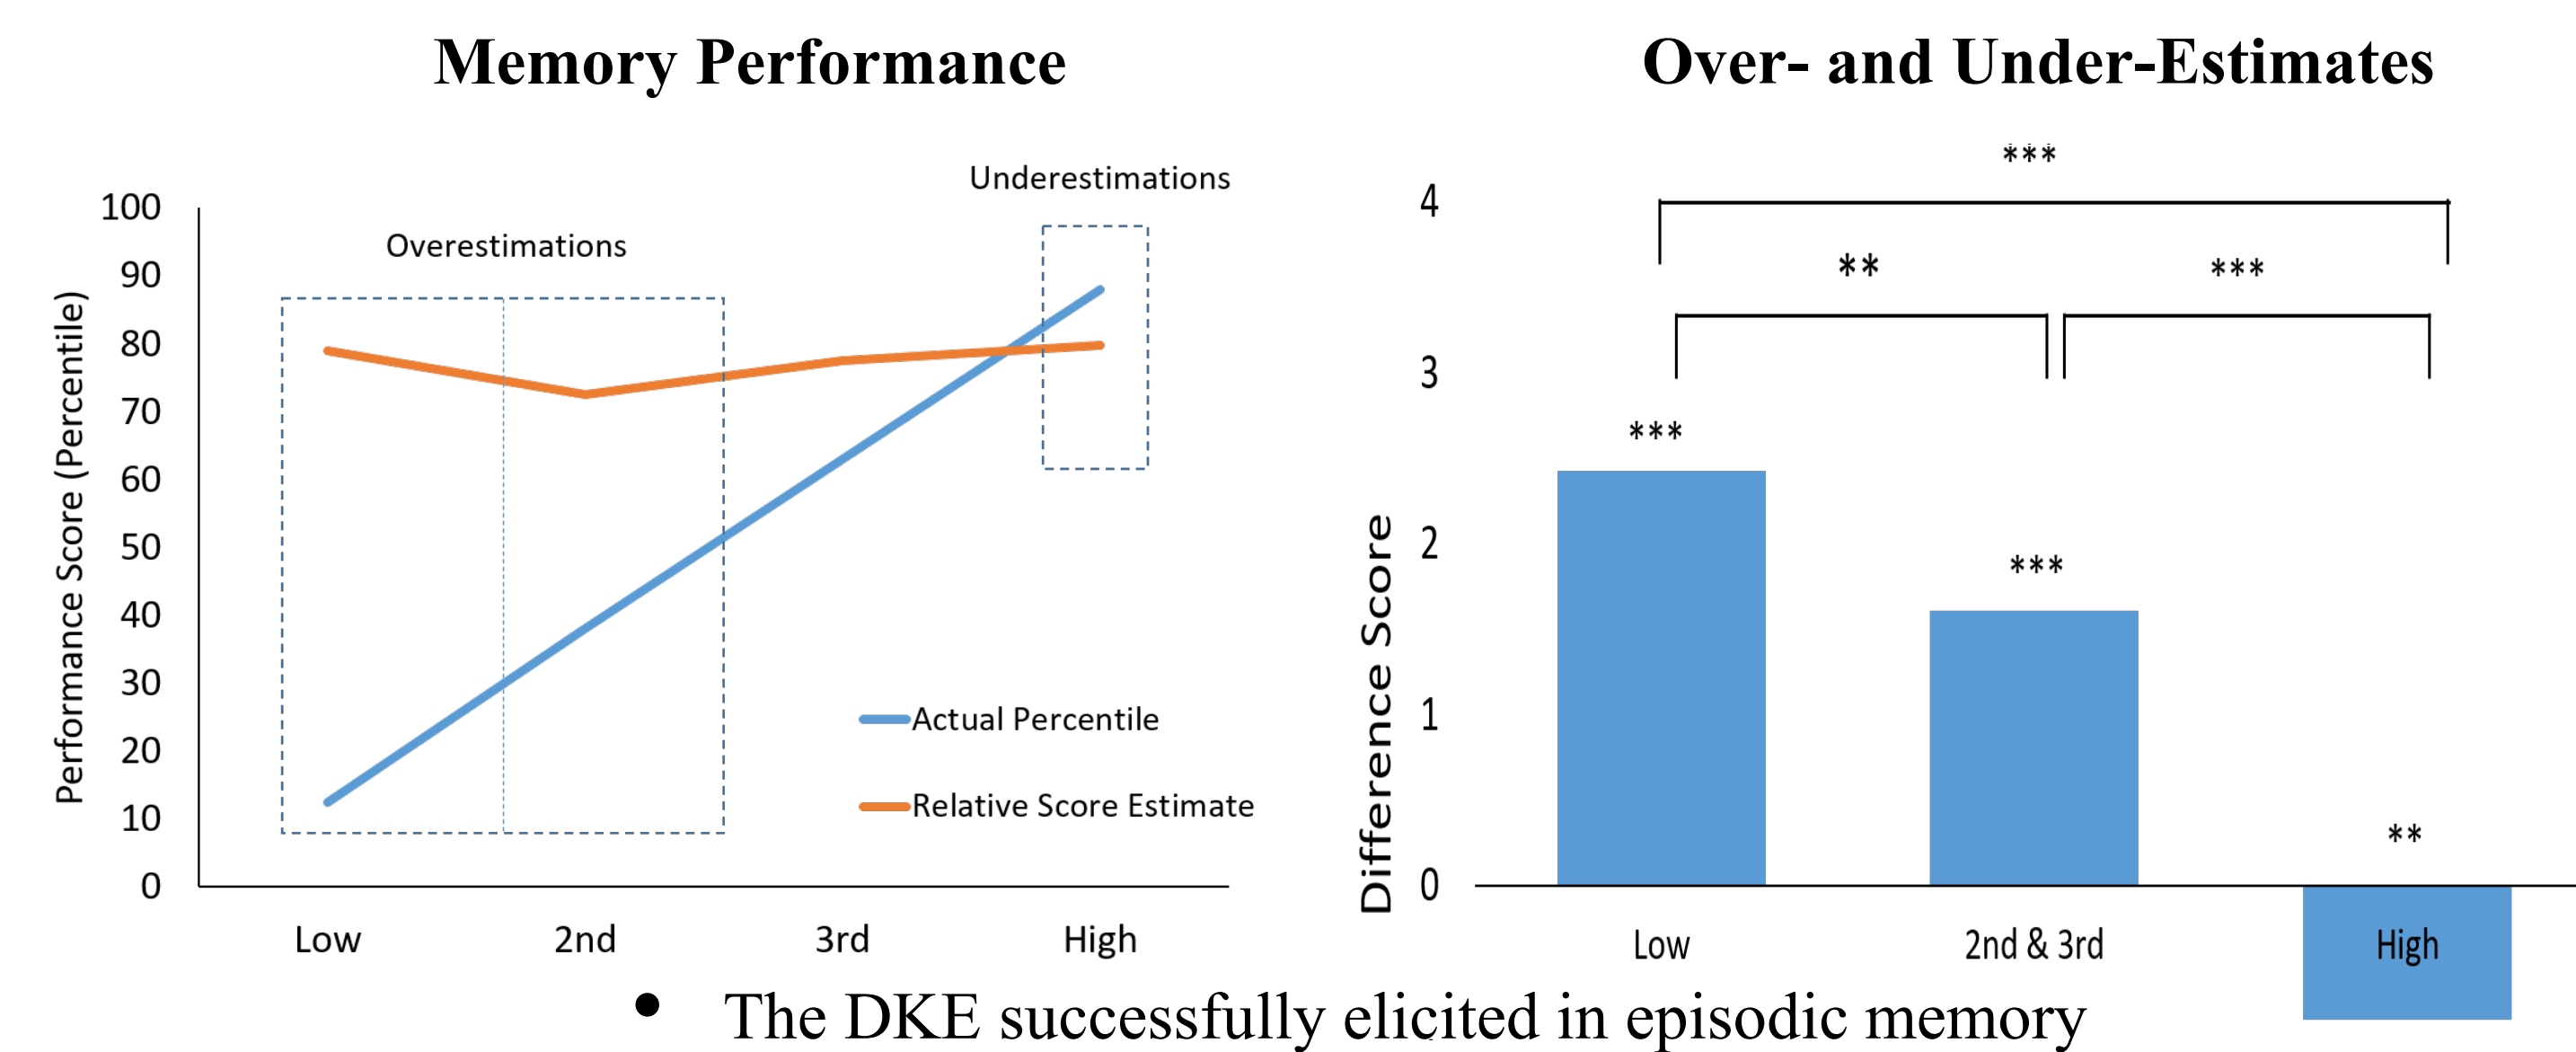 Memory Performance
Underestimations
Overestimations
100
90
80
70
60
50
40
30
20
10
0
Performance Score (Percentile)
Actual Percentile
Relative Score Estimate
Low 2nd 3rd High
Over- and Under-Estimates
***
** ***
***
***
**
4
3
2
1
0
Difference Score
Low 2nd & 3rd High
• The DKE successfully elicited in episodic memory